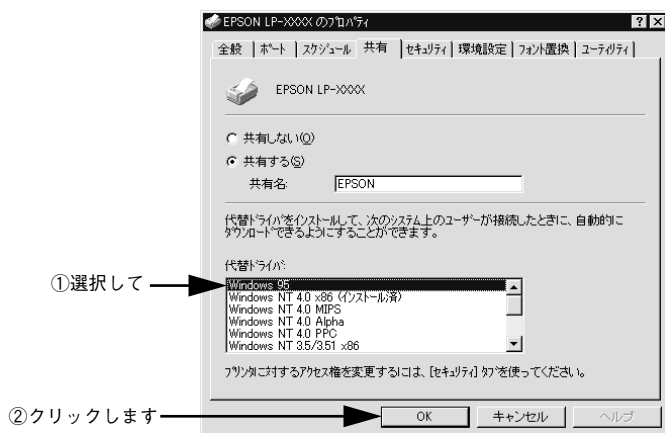 EPSON LP-XXXX のプロパティ
全般 ポート スケジュール 共有 セキュリティ 環境設定 フォント置換 ユーティリティ
EPSON LP-XXXX
共有しない(O)
共有する(S)
共有名: EPSON
代替ドライバをインストールして、次のシステム上のユーザーが接続したときに、自動的に
ダウンロードできるようにすることができます。
代替ドライバ:
①選択して
Windows 95
Windows NT 4.0 x86 (インストール済)
Windows NT 4.0 MIPS
Windows NT 4.0 Alpha
Windows NT 4.0 PPC
Windows NT 3.5/3.51 x86
プリンタに対するアクセス権を変更するには、[セキュリティ] タブを使ってください。
②クリックします
OK キャンセル ヘルプ